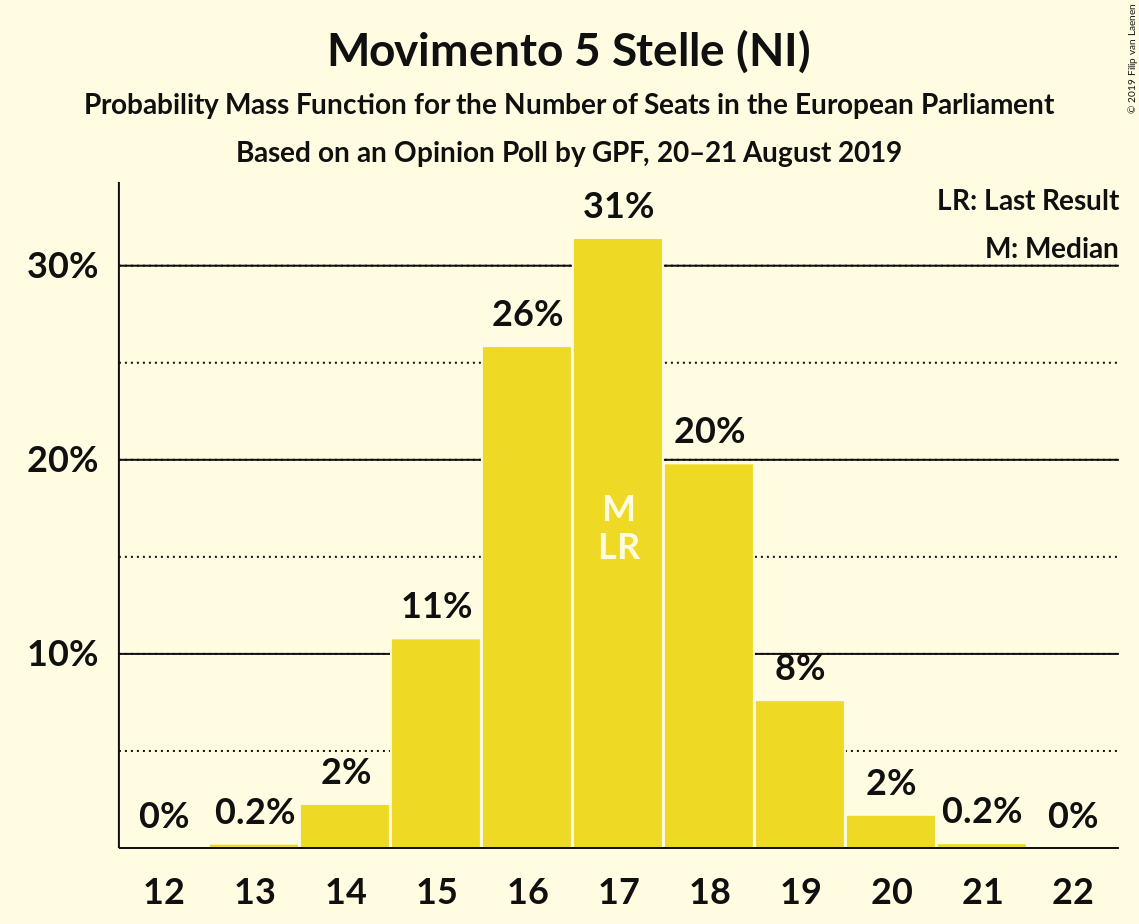 Movimento 5 Stelle (NI)
Probability Mass Function for the Number of Seats in the European Parliament
Based on an Opinion Poll by GPF, 20–21 August 2019
© 2019 Filip van Laenen
LR: Last Result
M: Median
30%
20%
10%
0%
0.2%
2%
11%
26%
31%
20%
8%
2%
0.2%
0%
M
LR
12 13 14 15 16 17 18 19 20 21 22